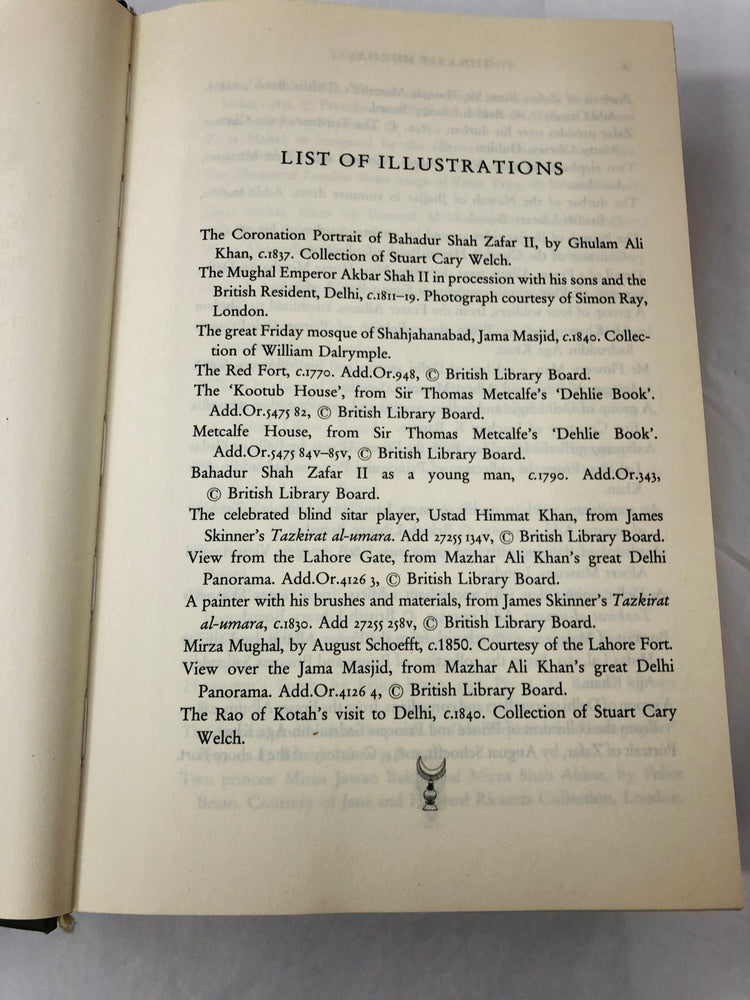 LIST OF ILLUSTRATIONS
The Coronation Portrait of Bahadur Shah Zafar II, by Ghulam Ali
Khan, c.1837. Collection of Stuart Cary Welch.
The Mughal Emperor Akbar Shah II in procession with his sons and the
British Resident, Delhi, c.1811–19. Photograph courtesy of Simon Ray,
London.
The great Friday mosque of Shahjahanabad, Jama Masjid, c.1840. Collec-
tion of William Dalrymple.
The Red Fort, c.1770. Add.Or.948, © British Library Board.
The ‘Kootub House’, from Sir Thomas Metcalfe’s ‘Dehlie Book’.
Add.Or.5475 82, © British Library Board.
Metcalfe House, from Sir Thomas Metcalfe’s ‘Dehlie Book’.
Add.Or.5475 84v–85v, © British Library Board.
Bahadur Shah Zafar II as a young man, c.1790. Add.Or.343,
© British Library Board.
The celebrated blind sitar player, Ustad Himmat Khan, from James
Skinner’s Tazkirat al-umara. Add 27255 134v, © British Library Board.
View from the Lahore Gate, from Mazhar Ali Khan’s great Delhi
Panorama. Add.Or.4126 3, © British Library Board.
A painter with his brushes and materials, from James Skinner’s Tazkirat
al-umara, c.1830. Add 27255 258v, © British Library Board.
Mirza Mughal, by August Schoefft, c.1850. Courtesy of the Lahore Fort.
View over the Jama Masjid, from Mazhar Ali Khan’s great Delhi
Panorama. Add.Or.4126 4, © British Library Board.
The Rao of Kotah’s visit to Delhi, c.1840. Collection of Stuart Cary
Welch.